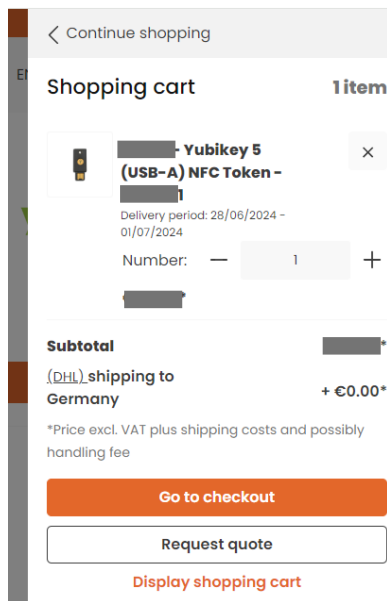 Continue shopping
EN
Shopping cart 1 item
- Yubikey 5
(USB-A) NFC Token -
1
Delivery period: 28/06/2024 -
01/07/2024
Number: — 1 +
*
Subtotal *
(DHL) shipping to
Germany + €0.00*
*Price excl. VAT plus shipping costs and possibly
handling fee
Go to checkout
Request quote
Display shopping cart